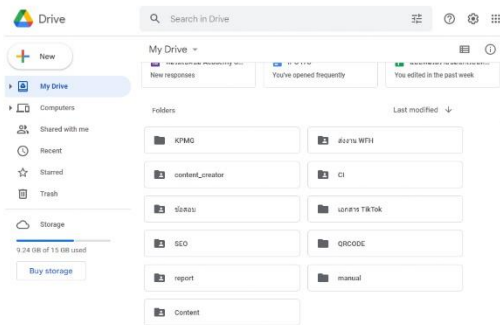 Drive
Search in Drive
New
My Drive
New responses
You've opened frequently
You edited in the past week
My Drive
Computers
Shared with me
Recent
Starred
Trash
Storage
9.24 GB of 15 GB used
Buy storage
Folders
Last modified
KPMG
ส่งงาน WFH
content_creator
CI
ข้อสอบ
เอกสาร TikTok
SEO
QRCODE
report
manual
Content